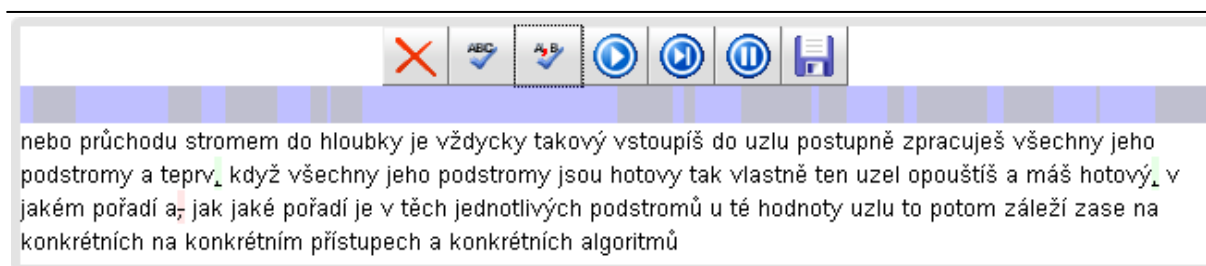 ABC A,B
nebo průchodu stromem do hloubky je vždycky takový vstoupíš do uzlu postupně zpracuješ všechny jeho
podstromy a teprv, když všechny jeho podstromy jsou hotovy tak vlastně ten uzel opouštíš a máš hotový, v
jakém pořadí a, jak jaké pořadí je v těch jednotlivých podstromů u té hodnoty uzlu to potom záleží zase na
konkrétních na konkrétním přístupech a konkrétních algoritmů